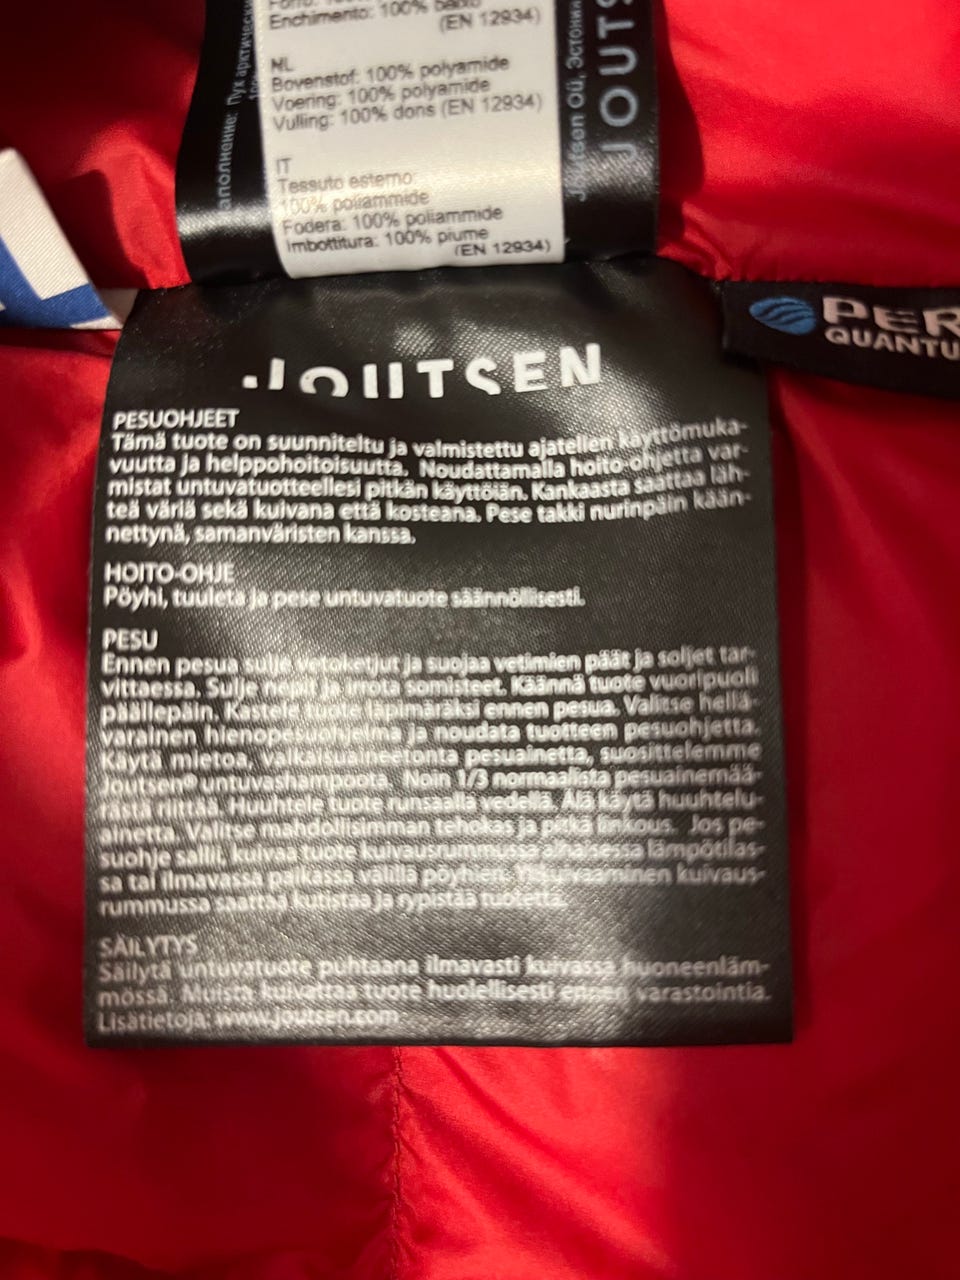 Enchimento: 100%
(EN 12934)
NL
Bovenstof: 100% polyamide
Voering: 100% polyamide
Vulling: 100% dons (EN 12934)
IT
Tessuto esterno:
100% poliammide
Fodera: 100% poliammide
Imbottitura: 100% piume
(EN 12934)
Joutsen OÜ, Эстония
JOUTS
PER
QUANTU
JOUTSEN
PESUOHJEET
Tämä tuote on suunniteltu ja valmistettu ajatellen käyttömuka-
vuutta ja helppohoitoisuutta. Noudattamalla hoito-ohjetta var-
mistat untuvatuotteellesi pitkän käyttöiän. Kankaasta saattaa läh-
teä väriä sekä kuivana että kosteana. Pese takki nurinpäin kään-
nettynä, samanväristen kanssa.
HOITO-OHJE
Pöyhi, tuuleta ja pese untuvatuote säännöllisesti.
PESU
Ennen pesua sulje vetoketjut ja suojaa vetimien päät ja soljet tar-
vittaessa. Sulje nepit ja irrota somisteet. Käännä tuote vuoripuoli
päällepäin. Kastele tuote läpimäräksi ennen pesua. Valitse hellä-
varainen hienopesuohjelma ja noudata tuotteen pesuohjetta.
Käytä mietoa, valkaisuaineetonta pesuainetta, suosittelemme
Joutsen® untuvashampoota. Noin 1/3 normaalista pesuainemää-
rästä riittää. Huuhtele tuote runsaalla vedellä. Älä käytä huuhtelu-
ainetta. Valitse mahdollisimman tehokas ja pitkä linkous. Jos pe-
suohje sallii, kuivaa tuote kuivausrummussa alhaisessa lämpötilas-
sa tai ilmavassa paikassa välillä pöyhien. Ylikuivaaminen kuivaus-
rummussa saattaa kutistaa ja rypistää tuotetta.
SÄILYTYS
Säilytä untuvatuote puhtaana ilmavasti kuivassa huoneenläm-
mössä. Muista kuivattaa tuote huolellisesti ennen varastointia.
Lisätietoja: www.joutsen.com